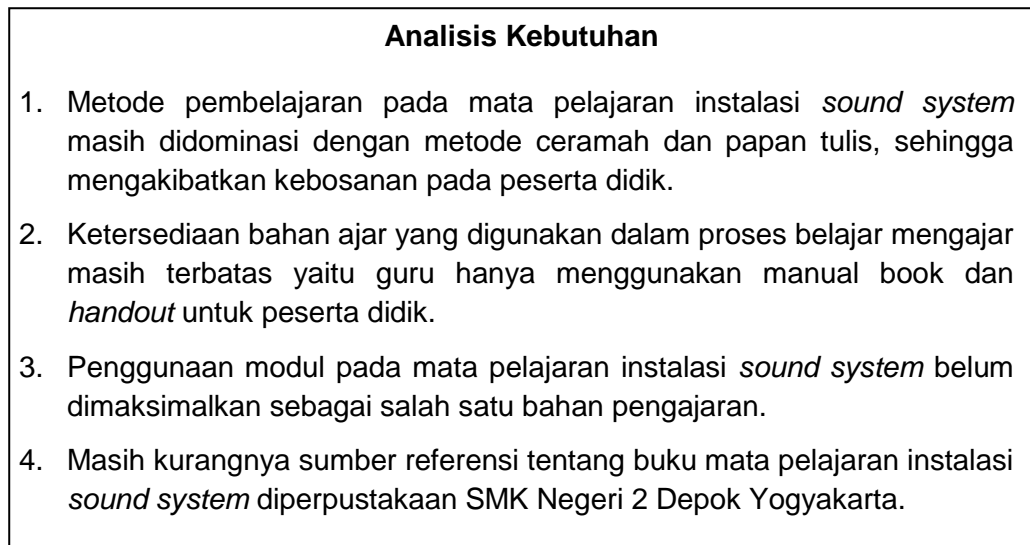 Analisis Kebutuhan
1. Metode pembelajaran pada mata pelajaran instalasi sound system
masih didominasi dengan metode ceramah dan papan tulis, sehingga
mengakibatkan kebosanan pada peserta didik.
2. Ketersediaan bahan ajar yang digunakan dalam proses belajar mengajar
masih terbatas yaitu guru hanya menggunakan manual book dan
handout untuk peserta didik.
3. Penggunaan modul pada mata pelajaran instalasi sound system belum
dimaksimalkan sebagai salah satu bahan pengajaran.
4. Masih kurangnya sumber referensi tentang buku mata pelajaran instalasi
sound system diperpustakaan SMK Negeri 2 Depok Yogyakarta.